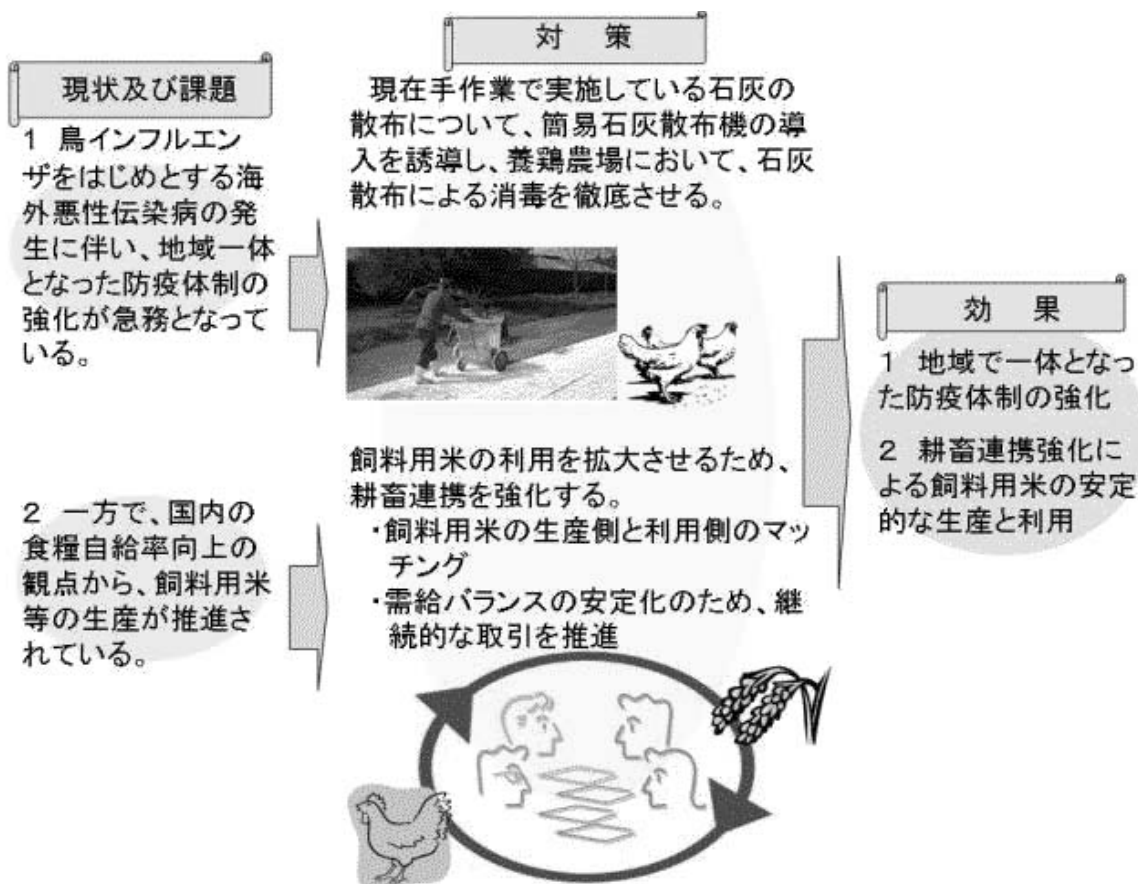 現状及び課題
1 鳥インフルエン
ザをはじめとする海
外悪性伝染病の発
生に伴い、地域一体
となった防疫体制の
強化が急務となって
いる。
2 一方で、国内の
食糧自給率向上の
観点から、飼料用米
等の生産が推進さ
れている。
対 策
現在手作業で実施している石灰の
散布について、簡易石灰散布機の導
入を誘導し、養鶏農場において、石灰
散布による消毒を徹底させる。
飼料用米の利用を拡大させるため、
耕畜連携を強化する。
・飼料用米の生産側と利用側のマッ
チング
・需給バランスの安定化のため、継
続的な取引を推進
効 果
1 地域で一体となっ
た防疫体制の強化
2 耕畜連携強化に
よる飼料用米の安定
的な生産と利用